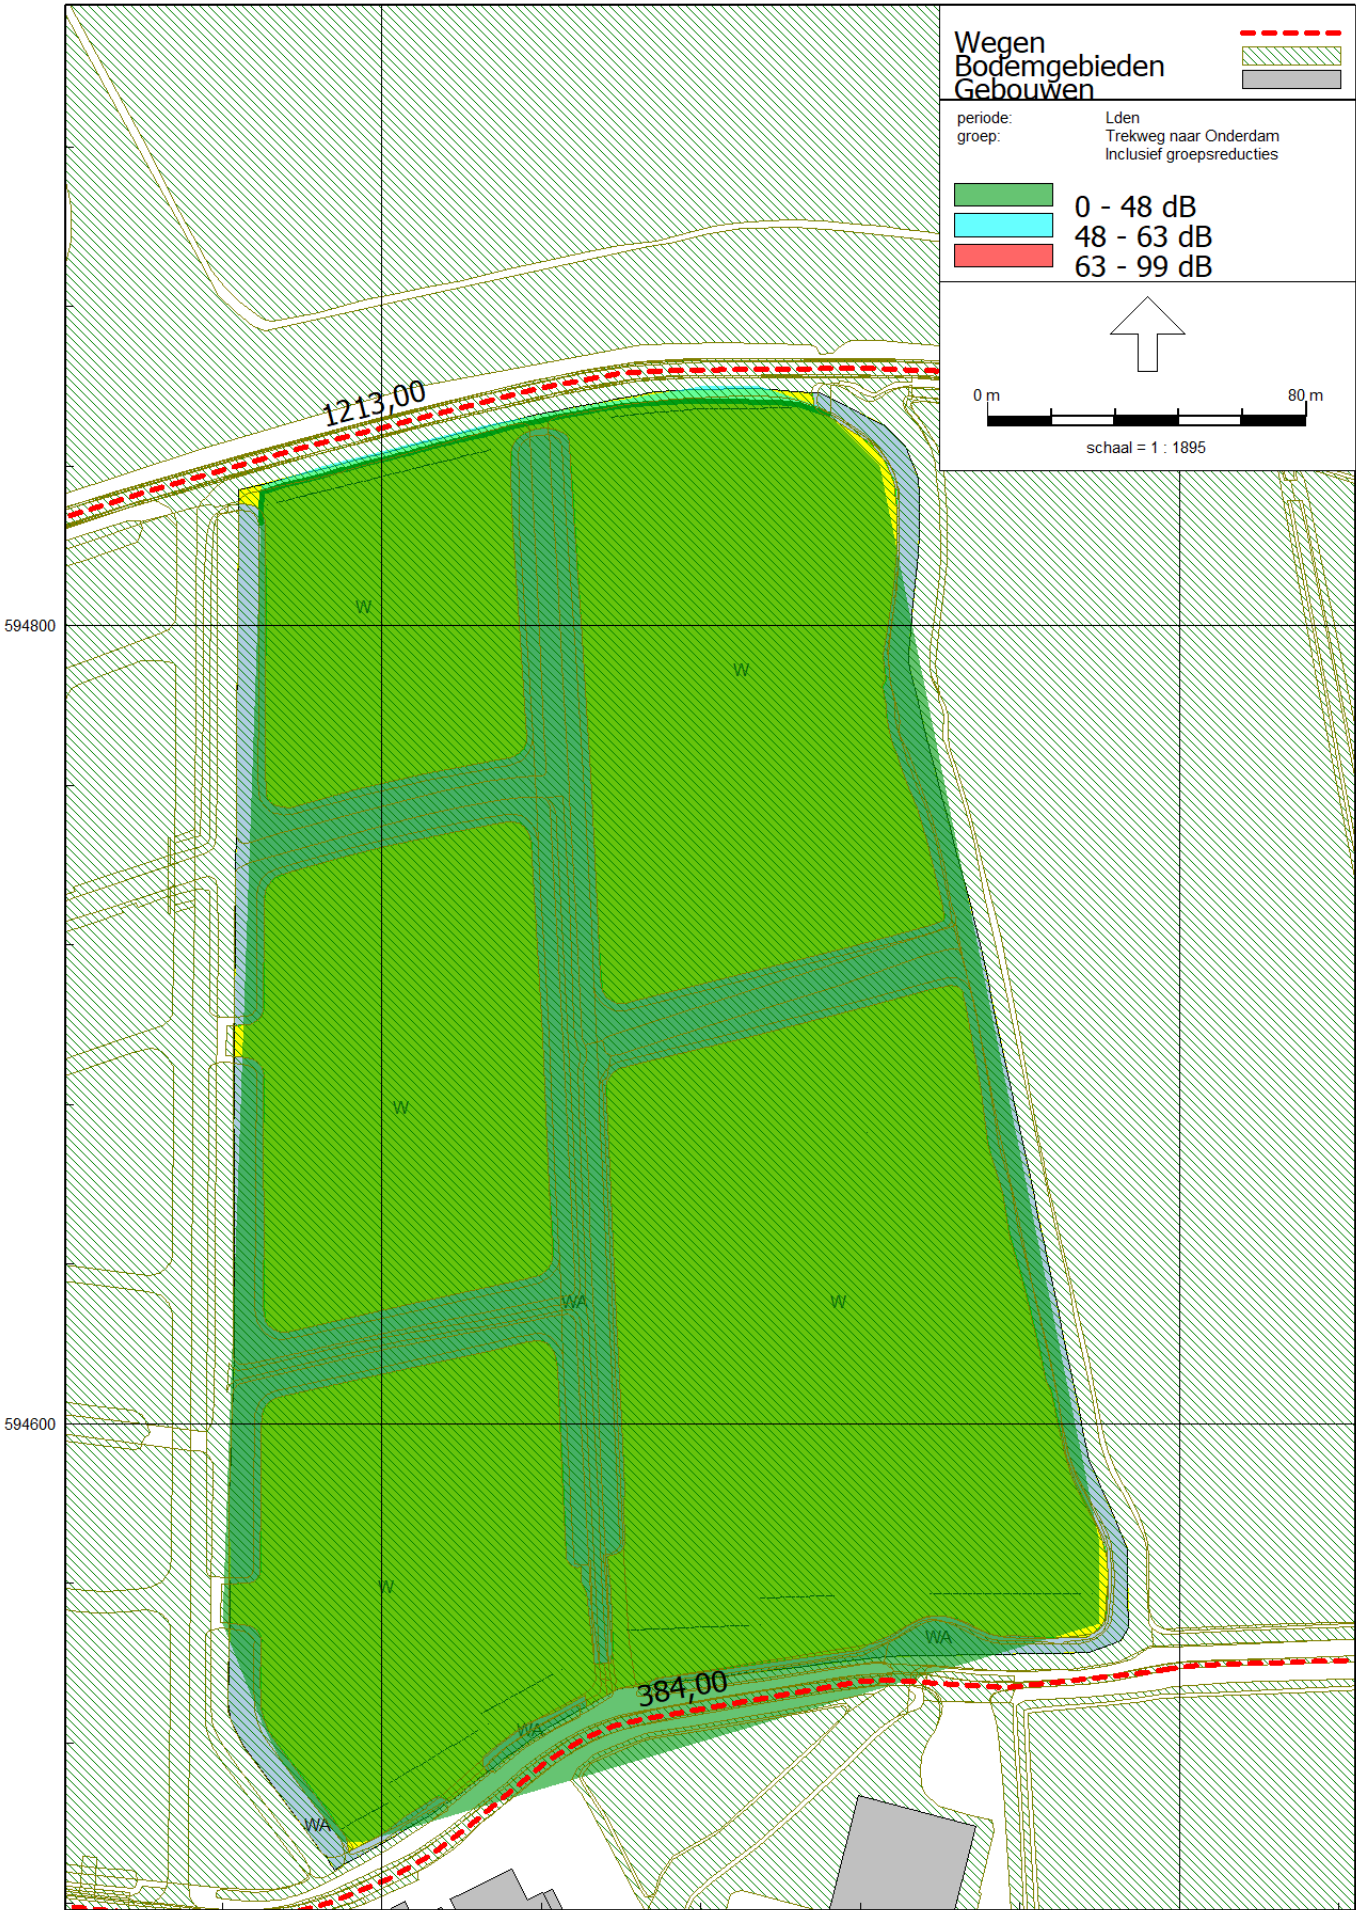 Wegen
Bodemgebieden
Gebouwen
periode: Lden
groep: Trekweg naar Onderdam
Inclusief groepsreducties
0 - 48 dB
48 - 63 dB
63 - 99 dB
0 m 80 m
schaal = 1 : 1895
1213,00
W
594800
W
W
WA
W
594600
W
WA
384,00
WA
WA